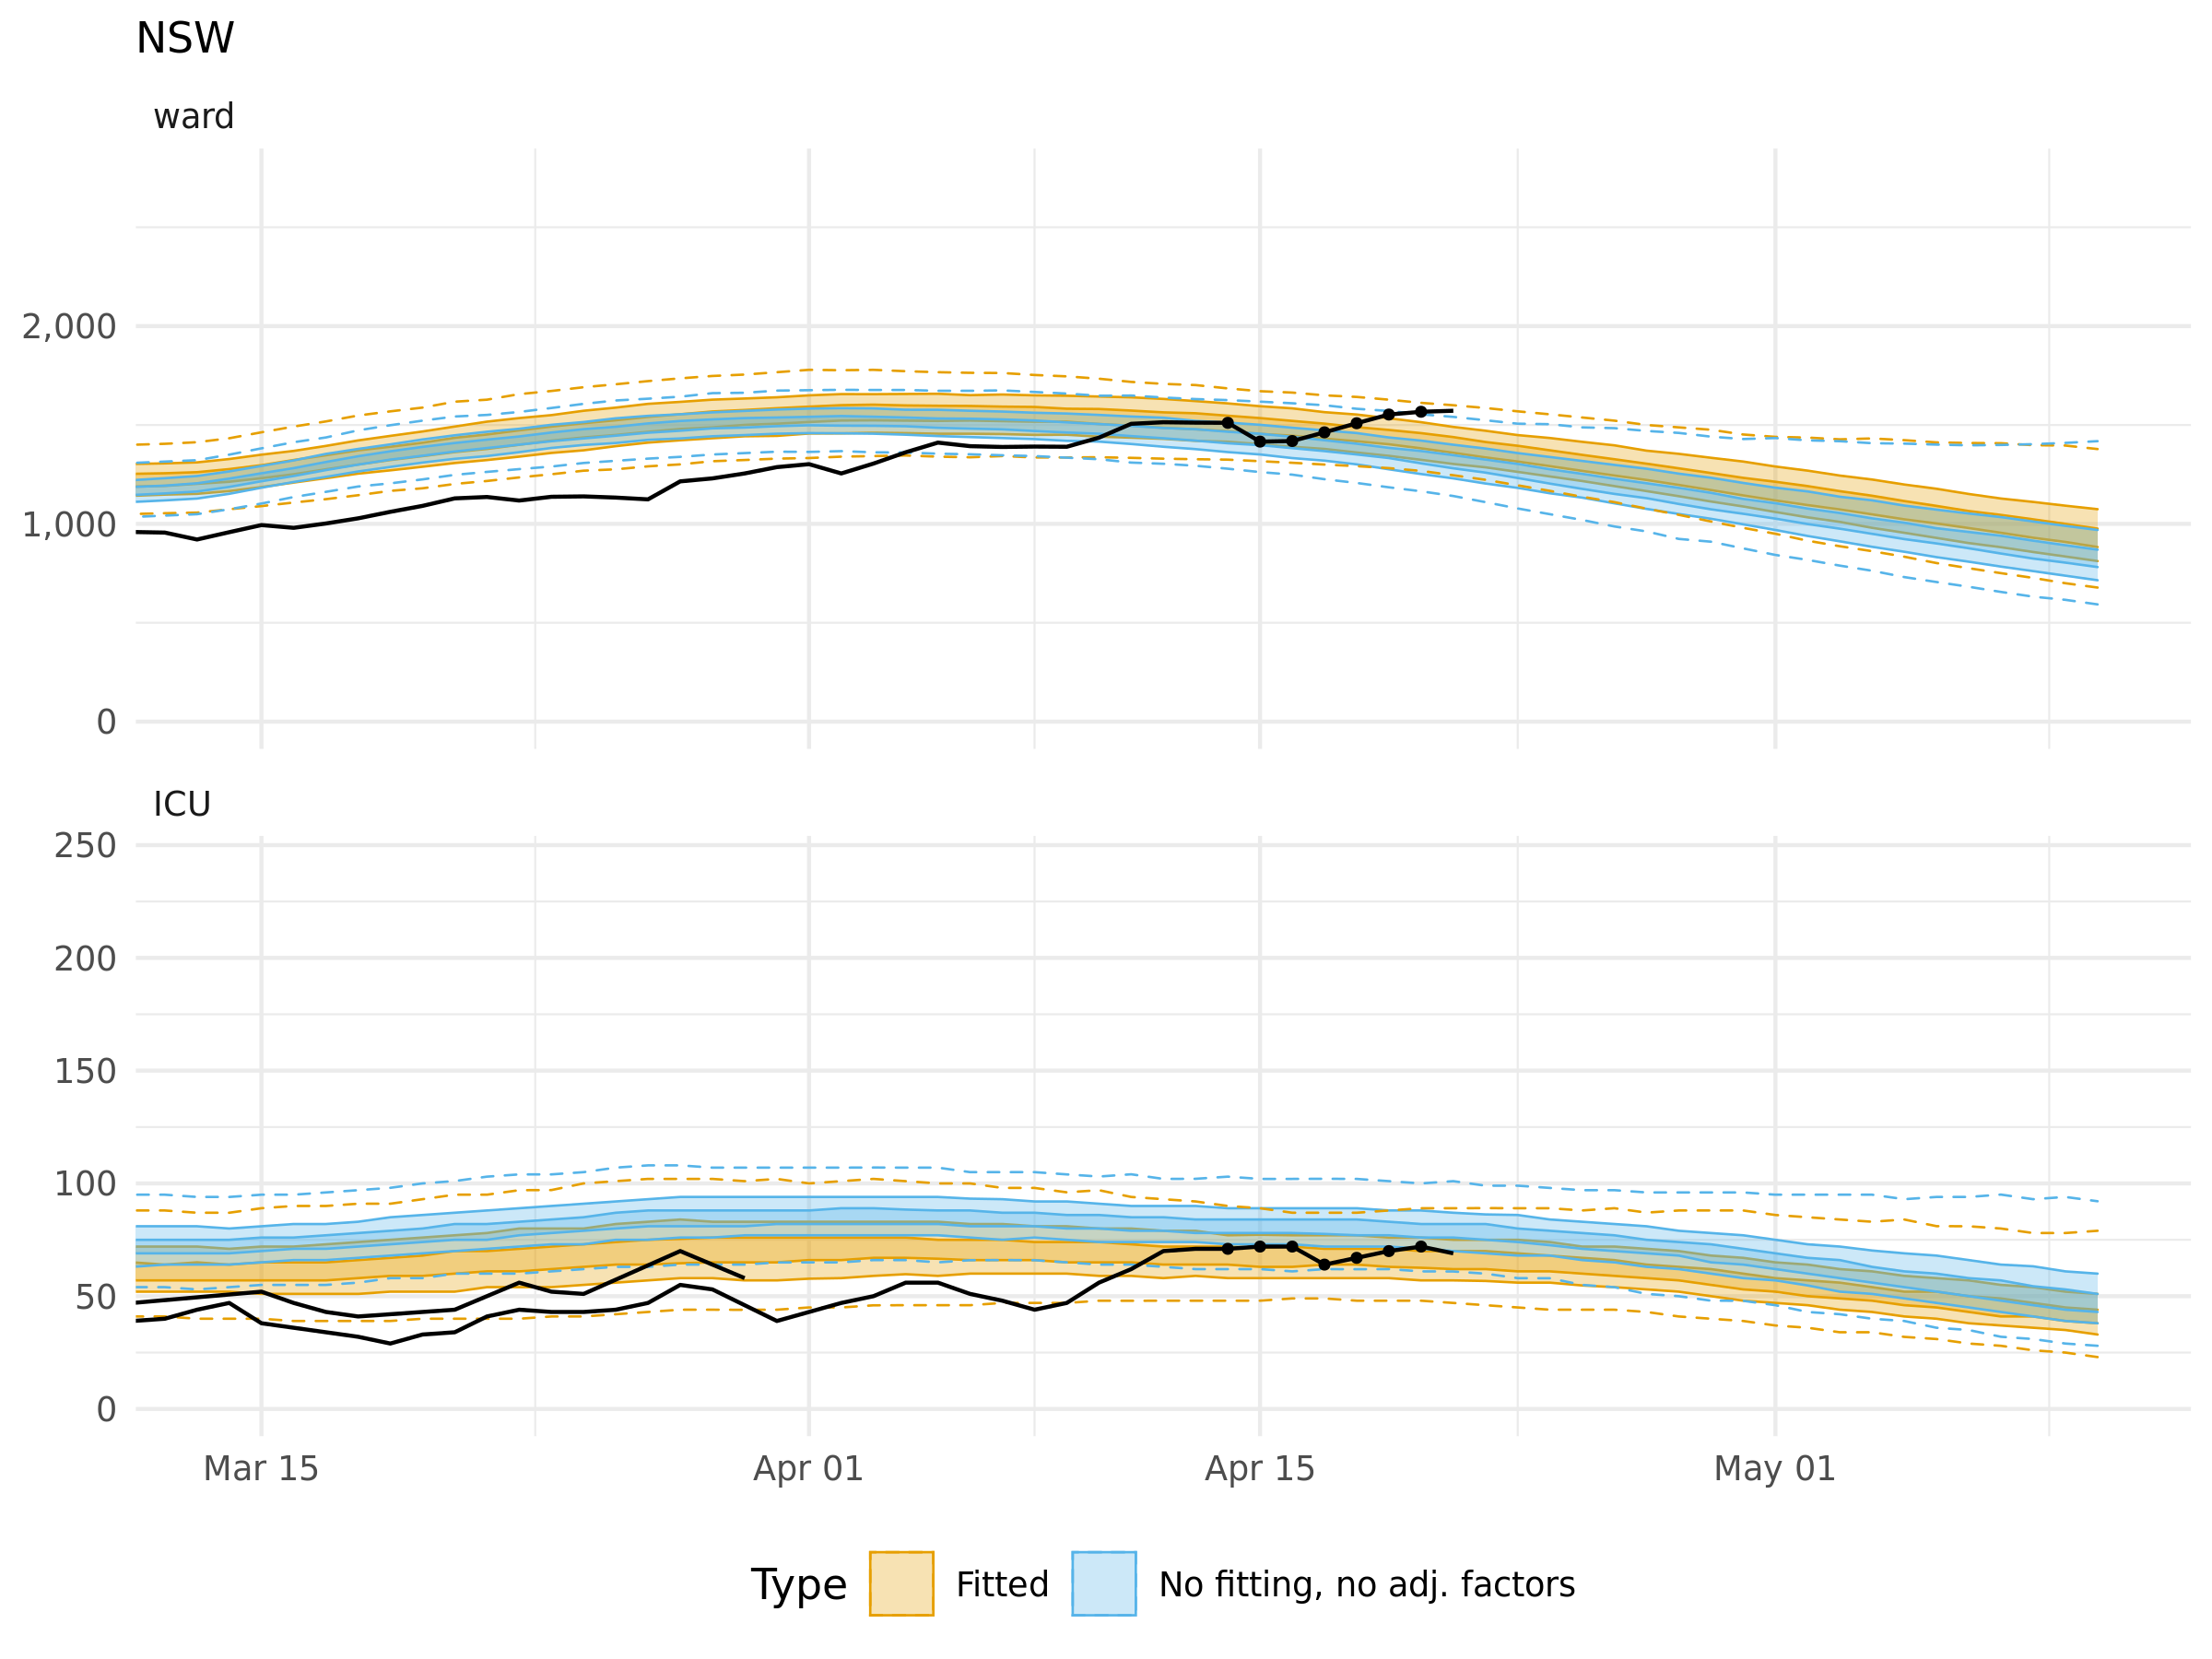 NSW
ward
2,000
1,000
0
ICU
250
200
150
100
50
0
Mar 15 Apr 01 Apr 15 May 01
Type Fitted No fitting, no adj. factors